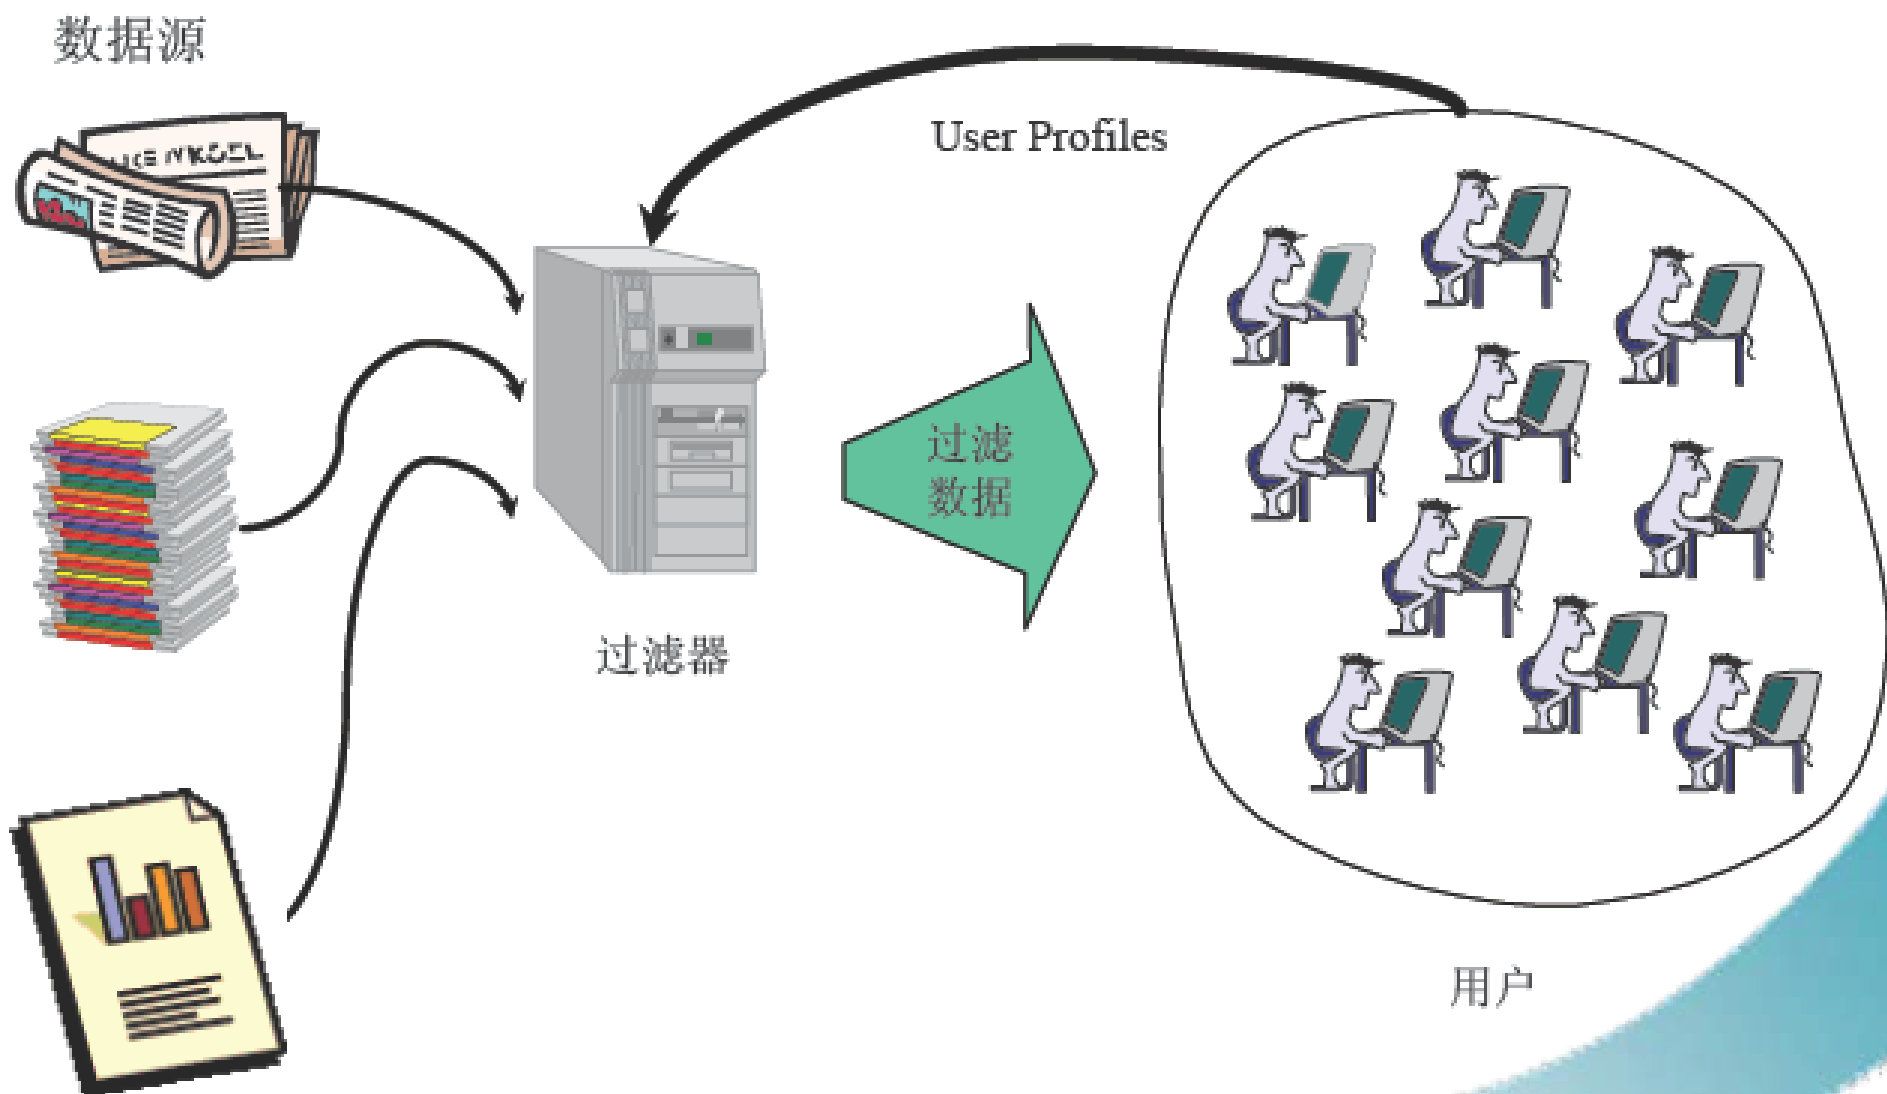 数据源
User Profiles
过滤
数据
过滤器
用户